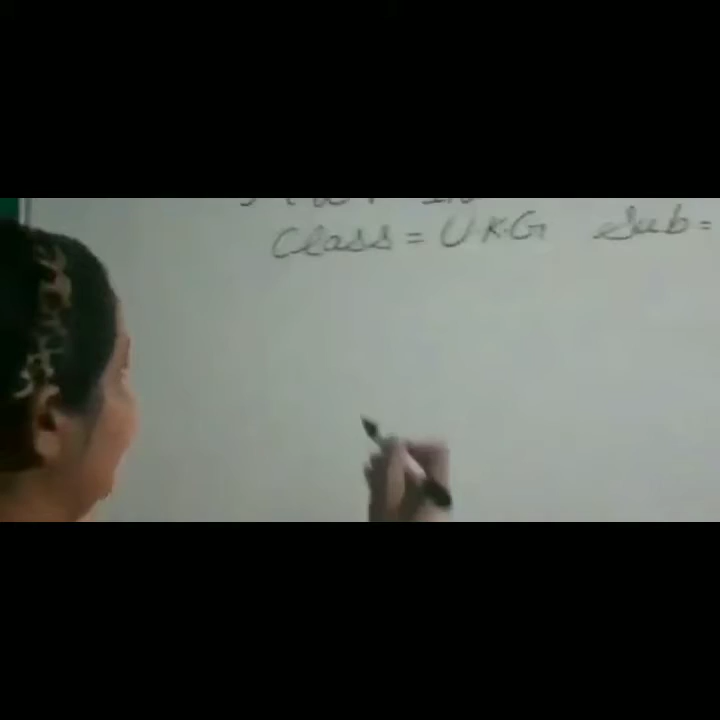 Class = U.K.G Sub =